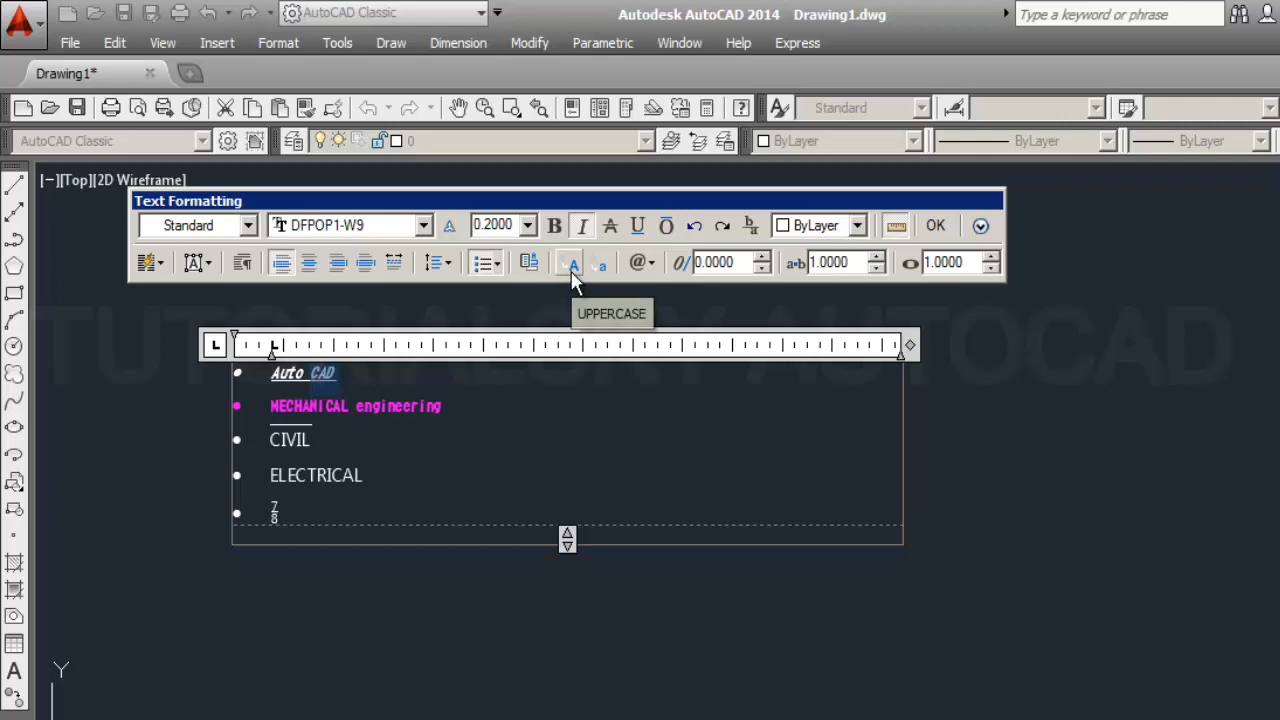 AutoCAD Classic
Autodesk AutoCAD 2014 Drawing1.dwg
Type a keyword or phrase
File Edit View Insert Format Tools Draw Dimension Modify Parametric Window Help Express
Drawing1*
Standard
AutoCAD Classic
0
ByLayer
ByLayer
ByLayer
[−][Top][2D Wireframe]
Text Formatting
Standard
DFPOP1-W9
0.2000
B I A U O b/a
ByLayer
OK
@
0/ 0.0000
a•b 1.0000
1.0000
UPPERCASE
TUTORIALSKY AUTOCAD
L
• Auto CAD
• MECHANICAL engineering
• CIVIL
• ELECTRICAL
• 7/8
A
Y